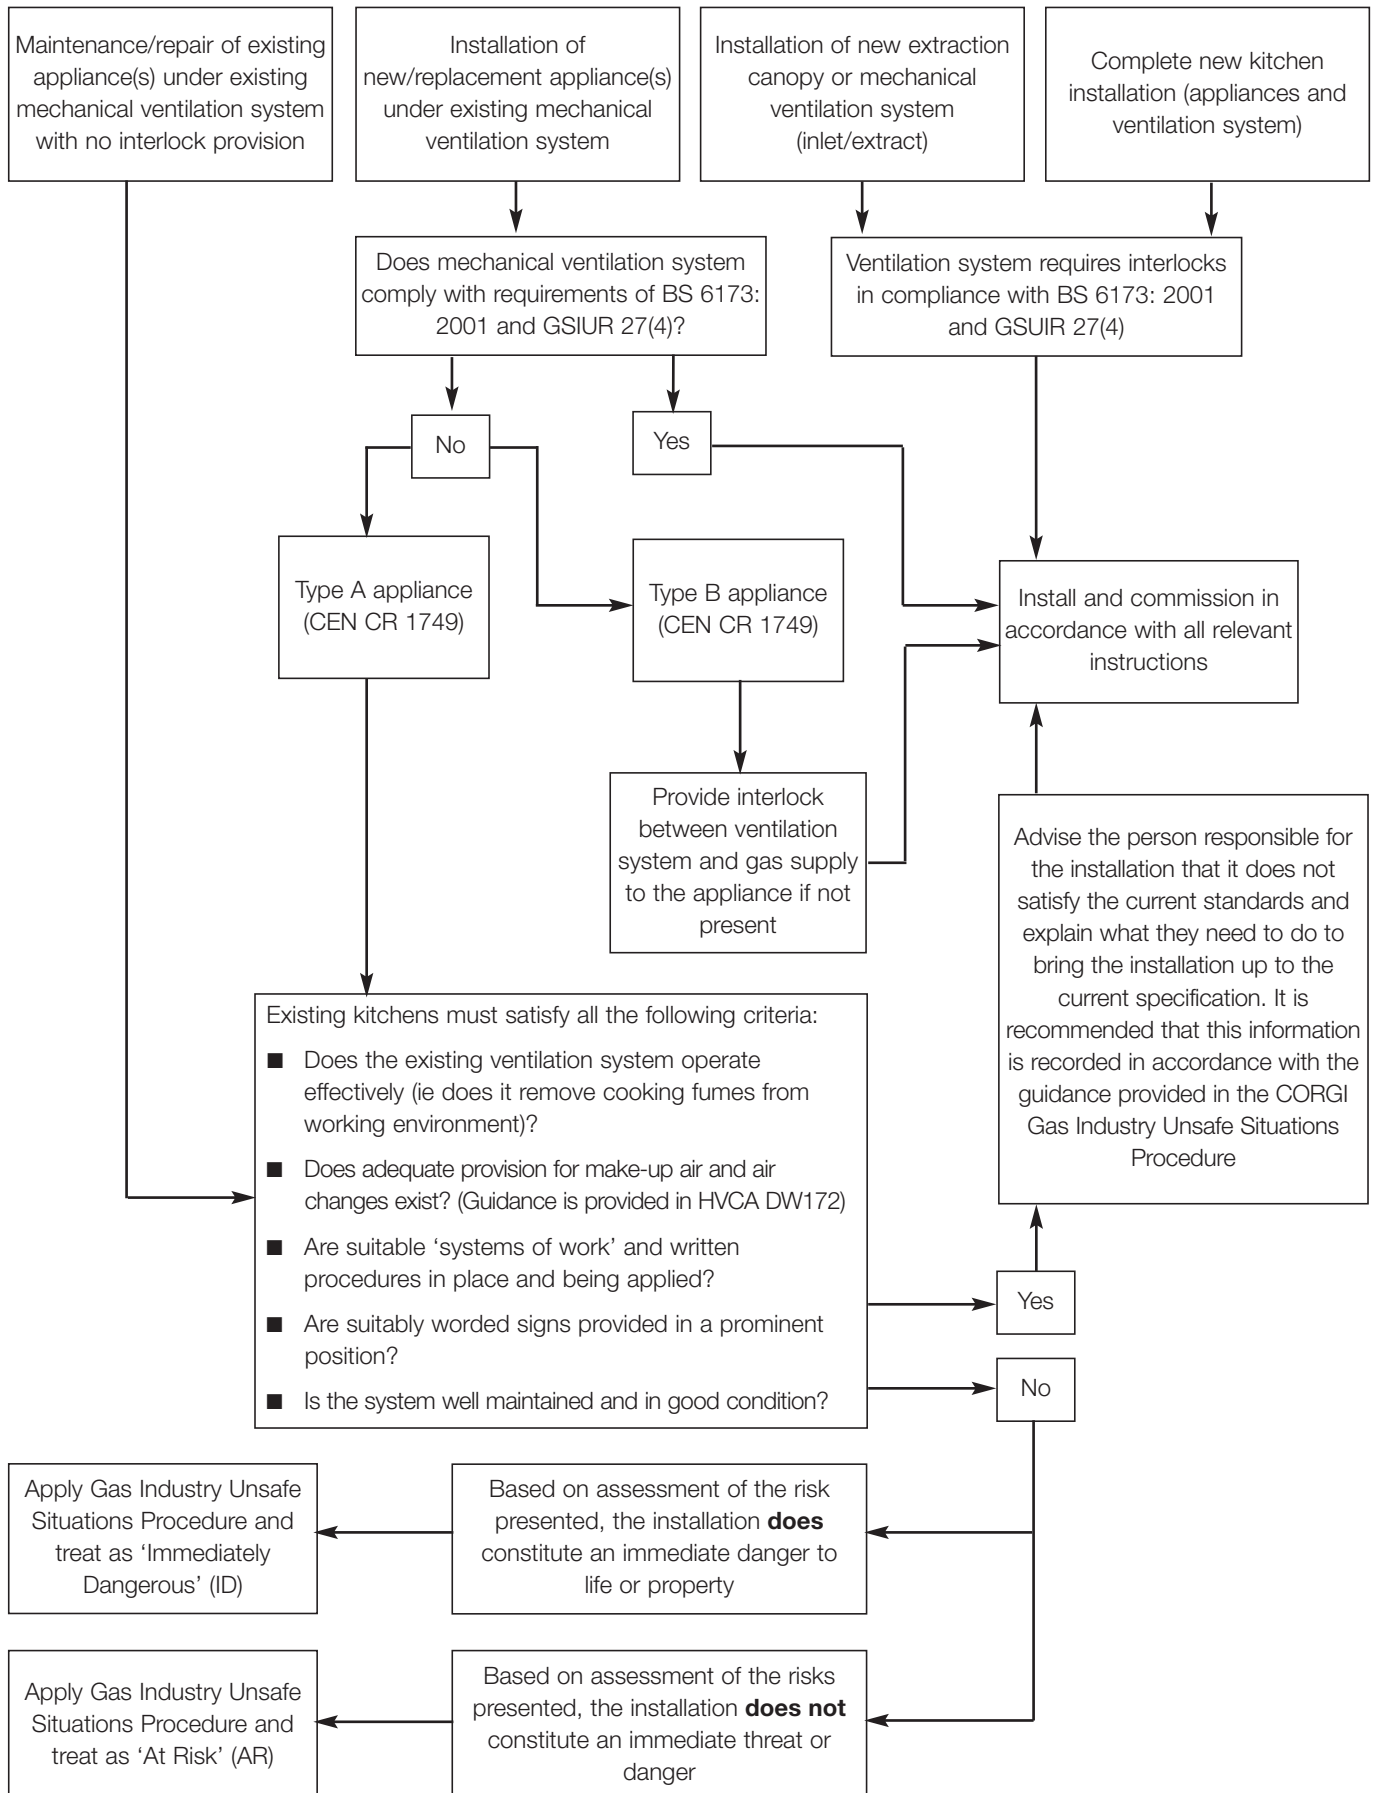 Maintenance/repair of existing
appliance(s) under existing
mechanical ventilation system
with no interlock provision
Installation of
new/replacement appliance(s)
under existing mechanical
ventilation system
Installation of new extraction
canopy or mechanical
ventilation system
(inlet/extract)
Complete new kitchen
installation (appliances and
ventilation system)
Does mechanical ventilation system
comply with requirements of BS 6173:
2001 and GSIUR 27(4)?
Ventilation system requires interlocks
in compliance with BS 6173: 2001
and GSUIR 27(4)
No
Yes
Type A appliance
(CEN CR 1749)
Type B appliance
(CEN CR 1749)
Install and commission in
accordance with all relevant
instructions
Provide interlock
between ventilation
system and gas supply
to the appliance if not
present
Advise the person responsible for
the installation that it does not
satisfy the current standards and
explain what they need to do to
bring the installation up to the
current specification. It is
recommended that this information
is recorded in accordance with the
guidance provided in the CORGI
Gas Industry Unsafe Situations
Procedure
Existing kitchens must satisfy all the following criteria:
■ Does the existing ventilation system operate
effectively (ie does it remove cooking fumes from
working environment)?
■ Does adequate provision for make-up air and air
changes exist? (Guidance is provided in HVCA DW172)
■ Are suitable ‘systems of work’ and written
procedures in place and being applied?
■ Are suitably worded signs provided in a prominent
position?
■ Is the system well maintained and in good condition?
Yes
No
Apply Gas Industry Unsafe
Situations Procedure and
treat as ‘Immediately
Dangerous’ (ID)
Based on assessment of the risk
presented, the installation does
constitute an immediate danger to
life or property
Apply Gas Industry Unsafe
Situations Procedure and
treat as ‘At Risk’ (AR)
Based on assessment of the risks
presented, the installation does not
constitute an immediate threat or
danger